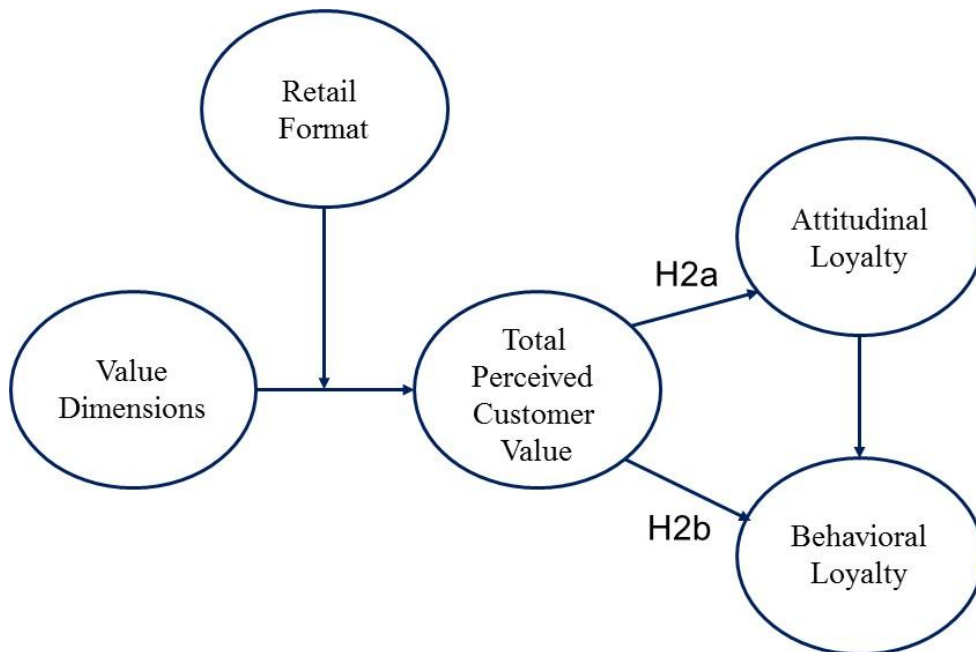 Retail
Format
Attitudinal
Loyalty
H2a
Value
Dimensions
Total
Perceived
Customer
Value
H2b
Behavioral
Loyalty